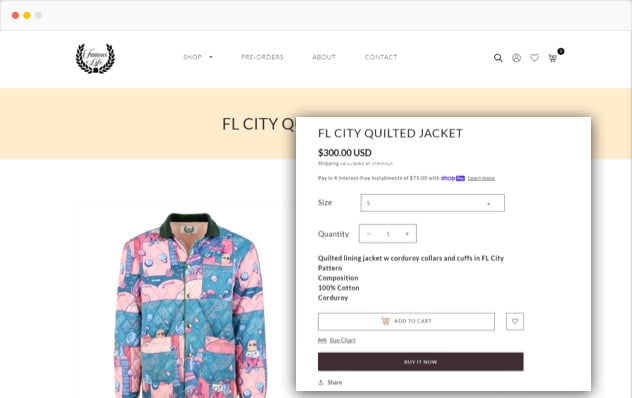 Famous
Life
SHOP
PRE-ORDERS
ABOUT
CONTACT
FL CITY Q
FL CITY QUILTED JACKET
$300.00 USD
Shipping calculated at checkout.
Pay in 4 interest-free installments of $75.00 with shop Pay Learn more
Size
S
Quantity
− 1 +
Quilted lining jacket w corduroy collars and cuffs in FL City
Pattern
Composition
100% Cotton
Corduroy
ADD TO CART
Size Chart
BUY IT NOW
Share